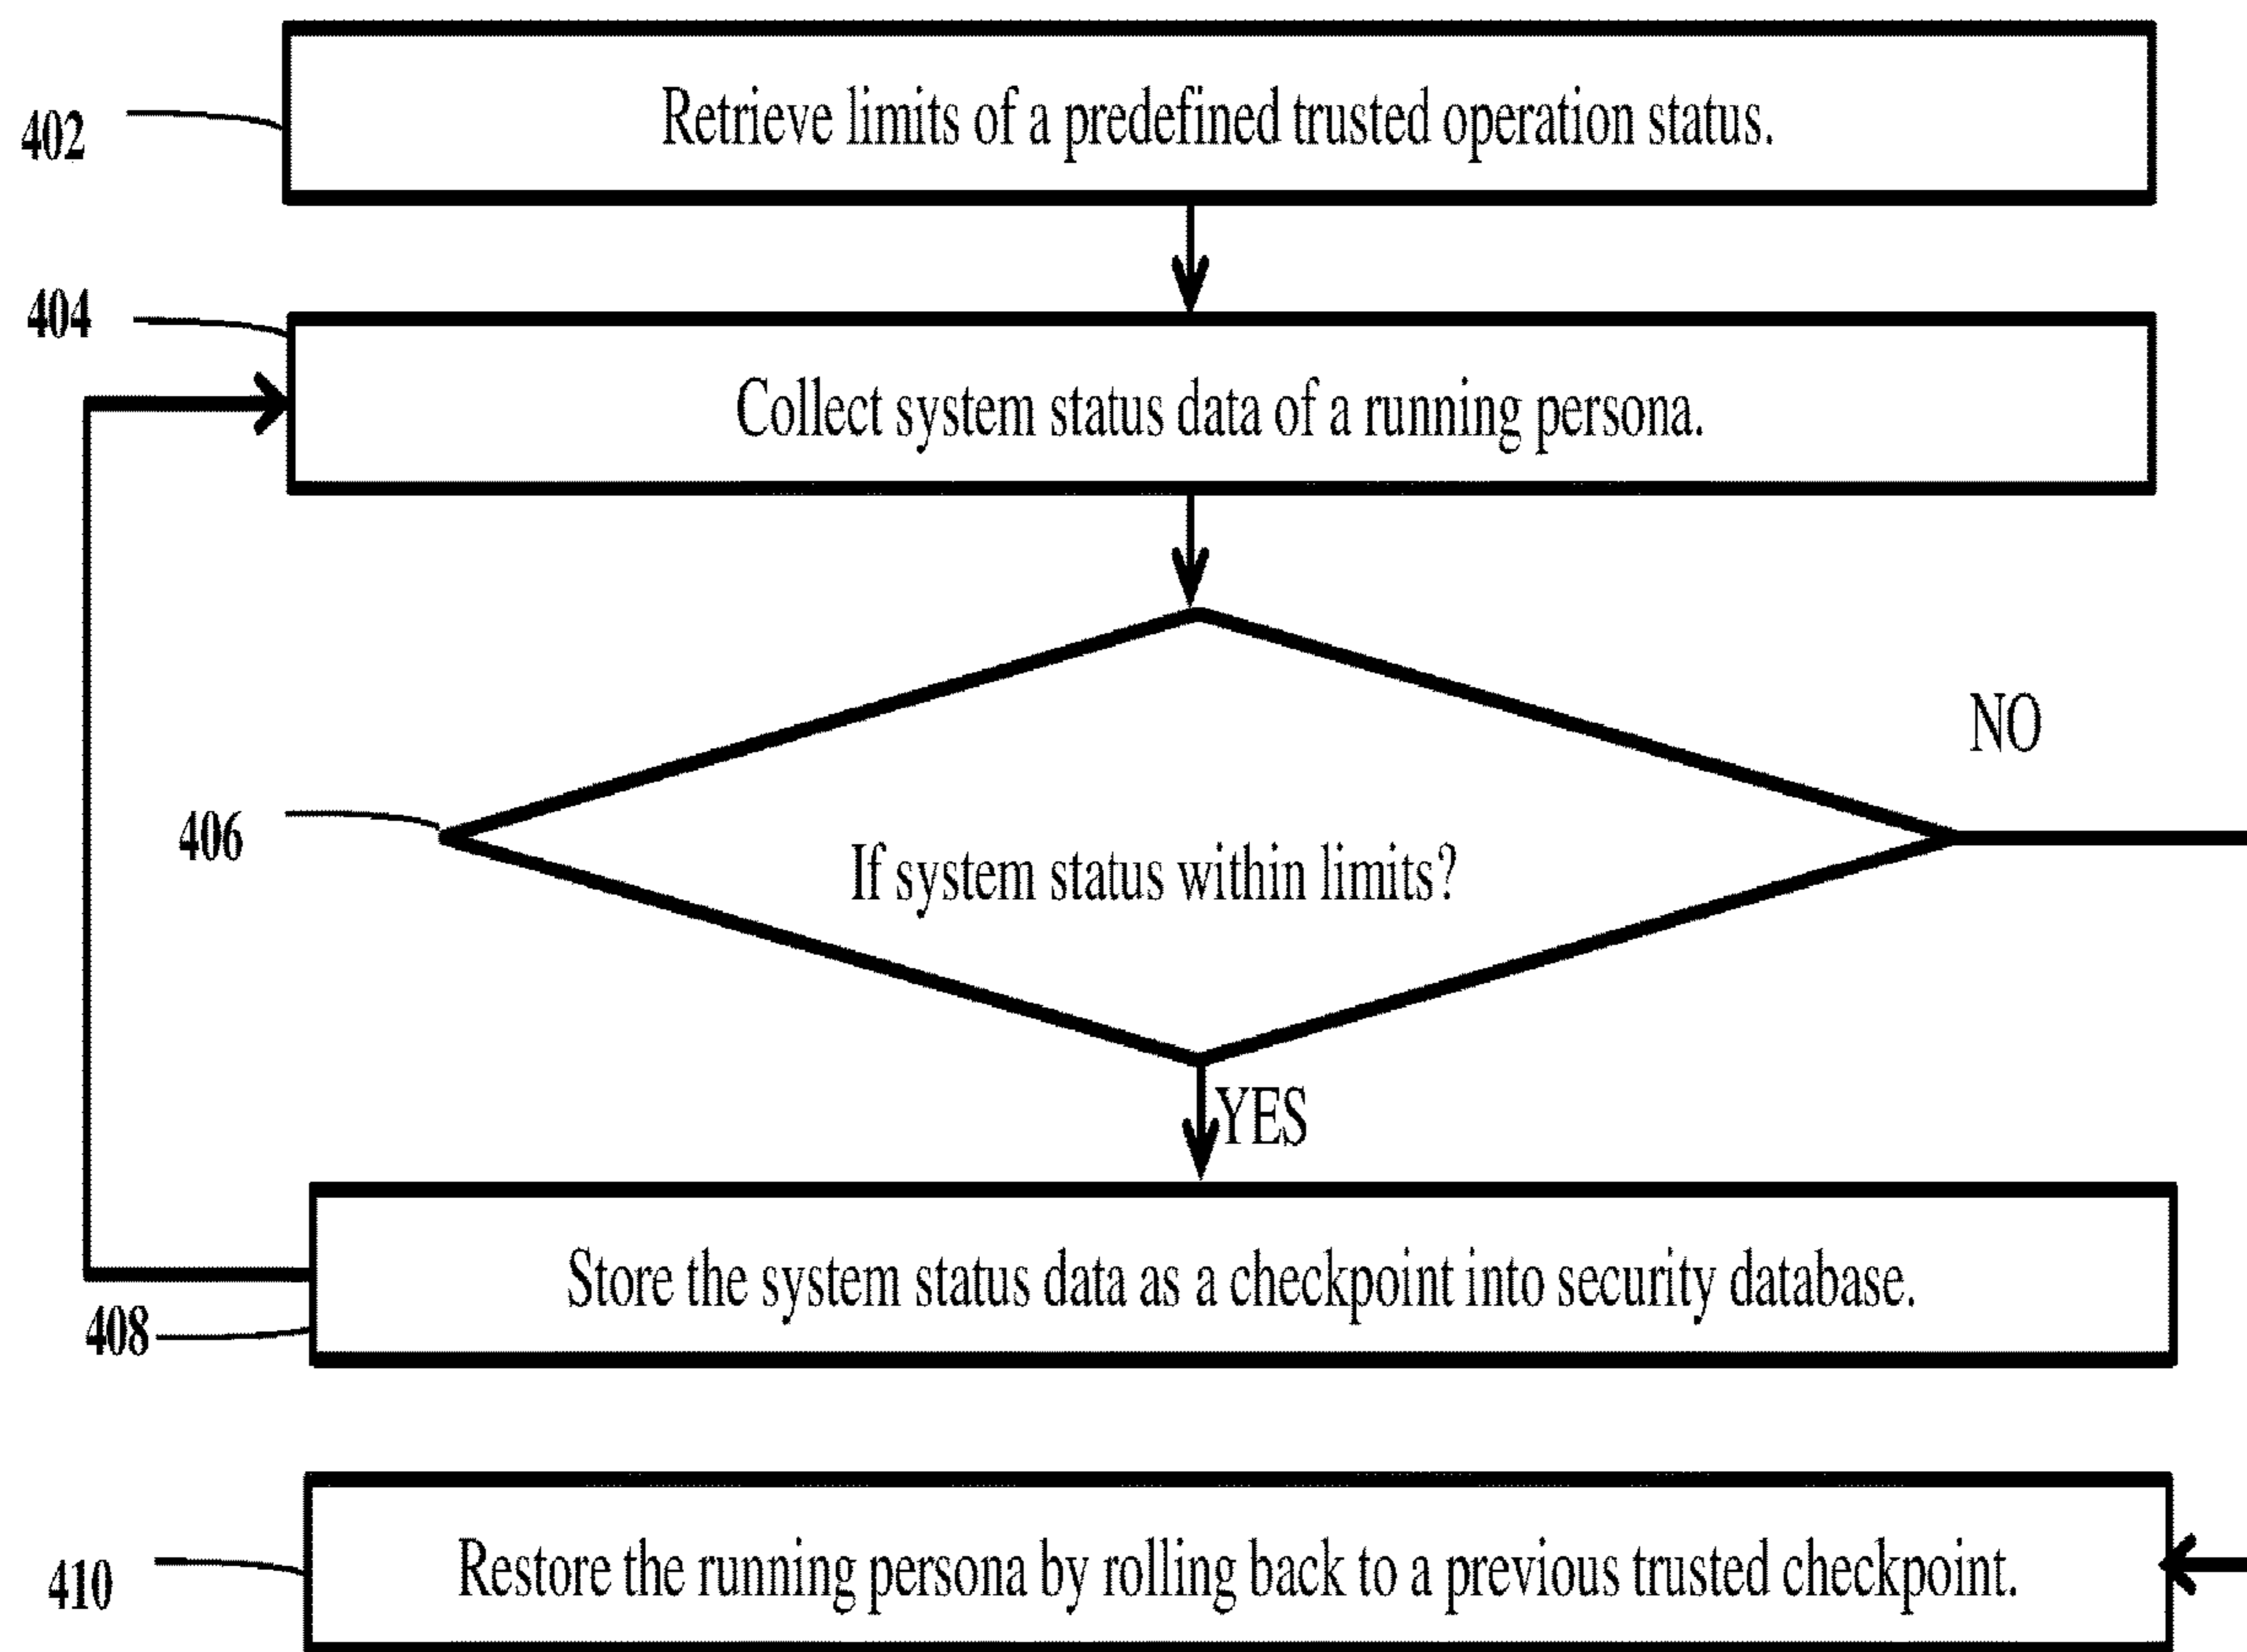 Retrieve limits of a predefined trusted operation status.
402
404
Collect system status data of a running persona.
NO
406
If system status within limits?
YES
Store the system status data as a checkpoint into security database.
408
Restore the running persona by rolling back to a previous trusted checkpoint.
410